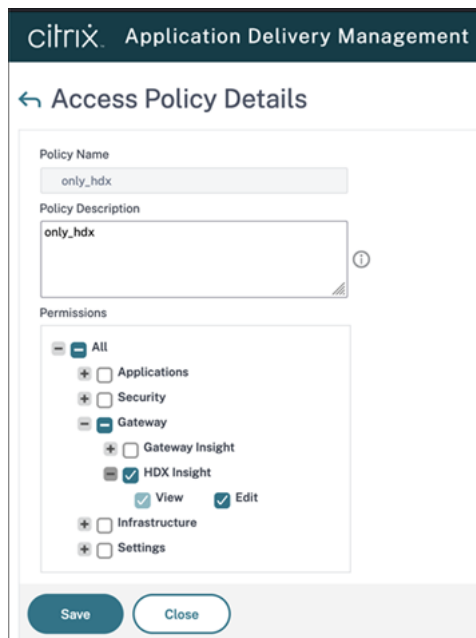 citrix. Application Delivery Management
Access Policy Details
Policy Name
only_hdx
Policy Description
only_hdx
Permissions
All
Applications
Security
Gateway
Gateway Insight
HDX Insight
View Edit
Infrastructure
Settings
Save Close